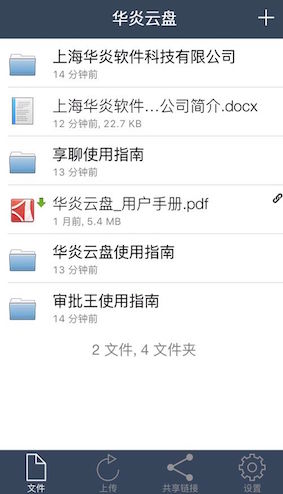 华炎云盘
上海华炎软件科技有限公司
14 分钟前
上海华炎软件...公司简介.docx
12 分钟前, 22.7 KB
享聊使用指南
13 分钟前
华炎云盘_用户手册.pdf
1 月前, 5.4 MB
华炎云盘使用指南
13 分钟前
审批王使用指南
14 分钟前
2 文件, 4 文件夹
文件
上传
共享链接
设置